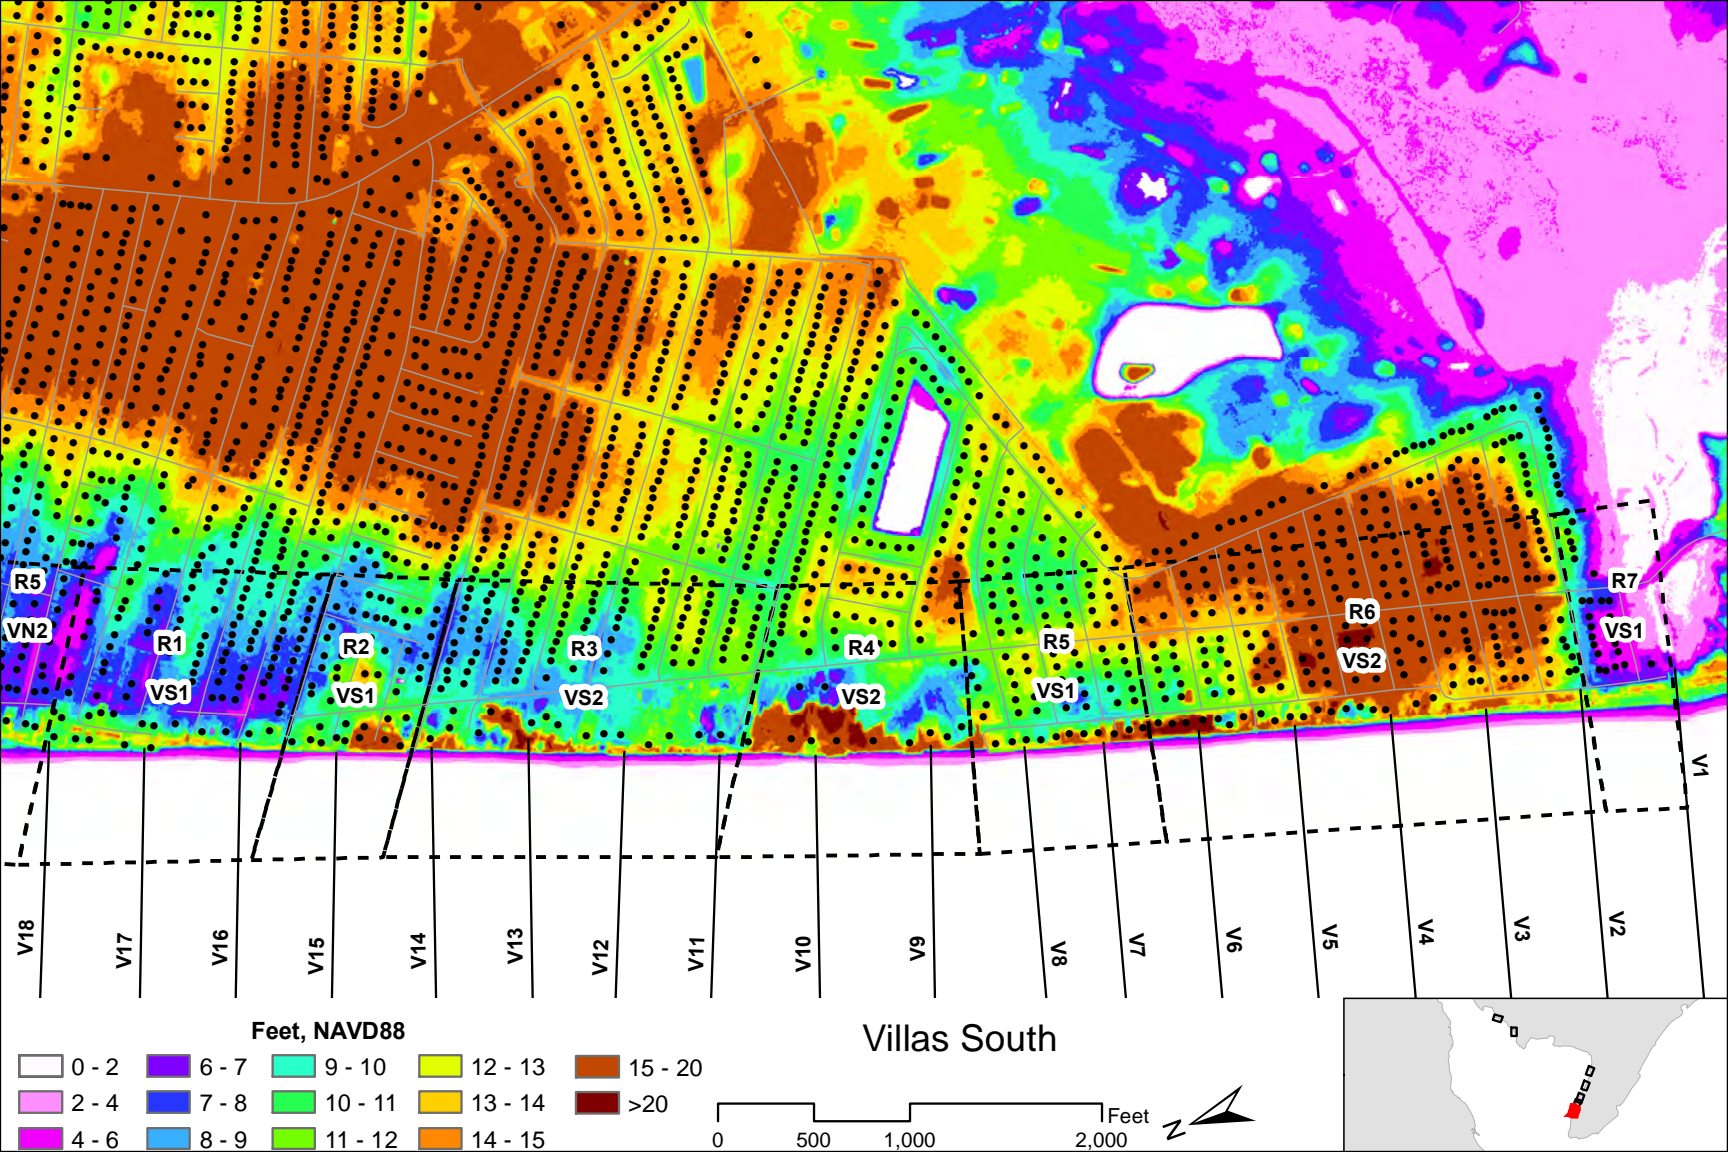 R5
VN2
R1
VS1
R2
VS1
R3
VS2
R4
VS2
R5
VS1
R6
VS2
R7
VS1
V18
V17
V16
V15
V14
V13
V12
V11
V10
V9
V8
V7
V6
V5
V4
V3
V2
V1
Feet, NAVD88
0 - 2
2 - 4
4 - 6
6 - 7
7 - 8
8 - 9
9 - 10
10 - 11
11 - 12
12 - 13
13 - 14
14 - 15
15 - 20
>20
Villas South
Feet
0 500 1,000 2,000
N